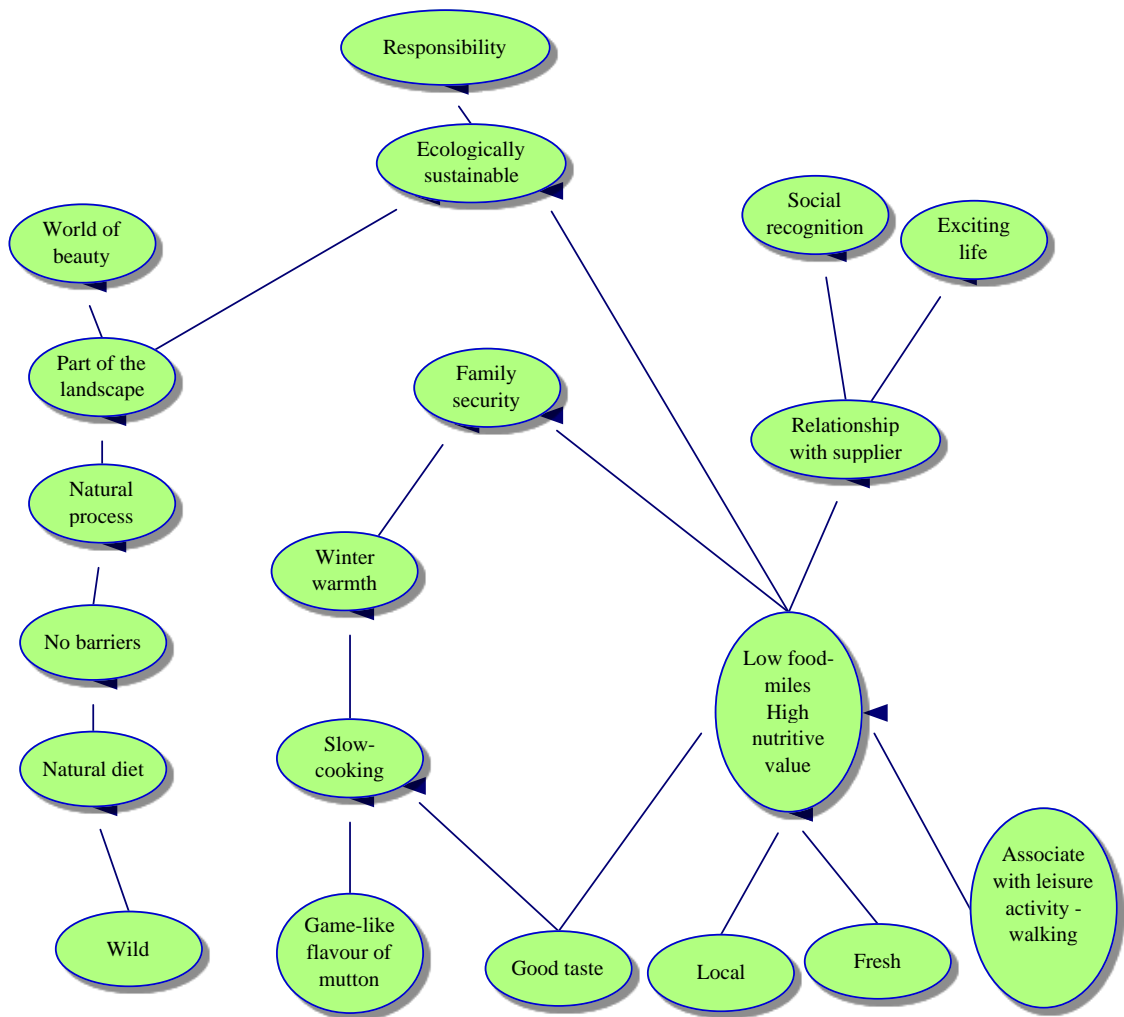 Responsibility
Ecologically
sustainable
Social
recognition
Exciting
life
World of
beauty
Part of the
landscape
Family
security
Relationship
with supplier
Natural
process
Winter
warmth
No barriers
Low food-
miles
High
nutritive
value
Slow-
cooking
Natural diet
Associate
with leisure
activity -
walking
Wild
Game-like
flavour of
mutton
Good taste
Local
Fresh